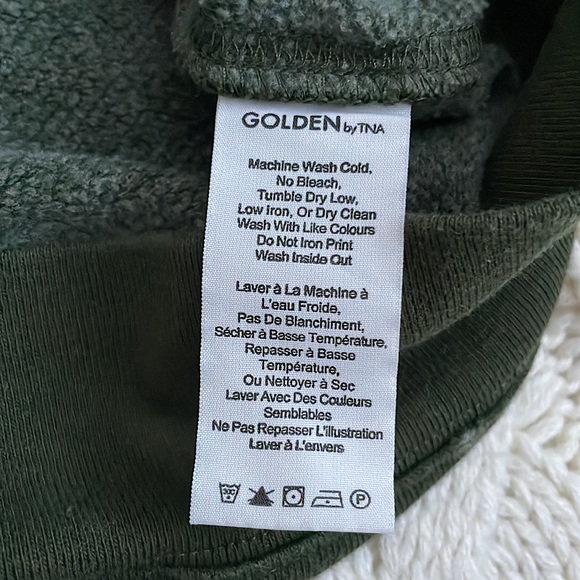 GOLDEN by TNA
Machine Wash Cold,
No Bleach,
Tumble Dry Low,
Low Iron, Or Dry Clean
Wash With Like Colours
Do Not Iron Print
Wash Inside Out
Laver à La Machine à
L'eau Froide,
Pas De Blanchiment,
Sécher à Basse Température,
Repasser à Basse
Température,
Ou Nettoyer à Sec
Laver Avec Des Couleurs
Semblables
Ne Pas Repasser L'illustration
Laver à L'envers
30C P